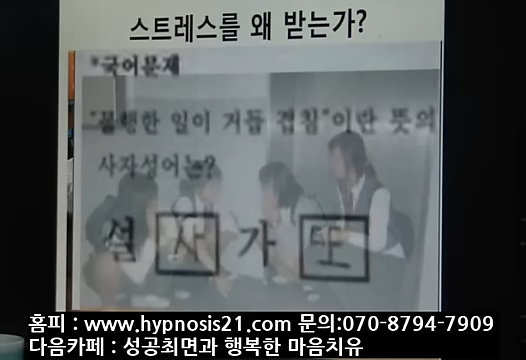 스트레스를 왜 받는가?
*국어문제
"불행한 일이 거듭 겹침"이란 뜻의
사자성어는?
설 사 가 또
홈피 : www.hypnosis21.com 문의:070-8794-7909
다음카페 : 성공최면과 행복한 마음치유